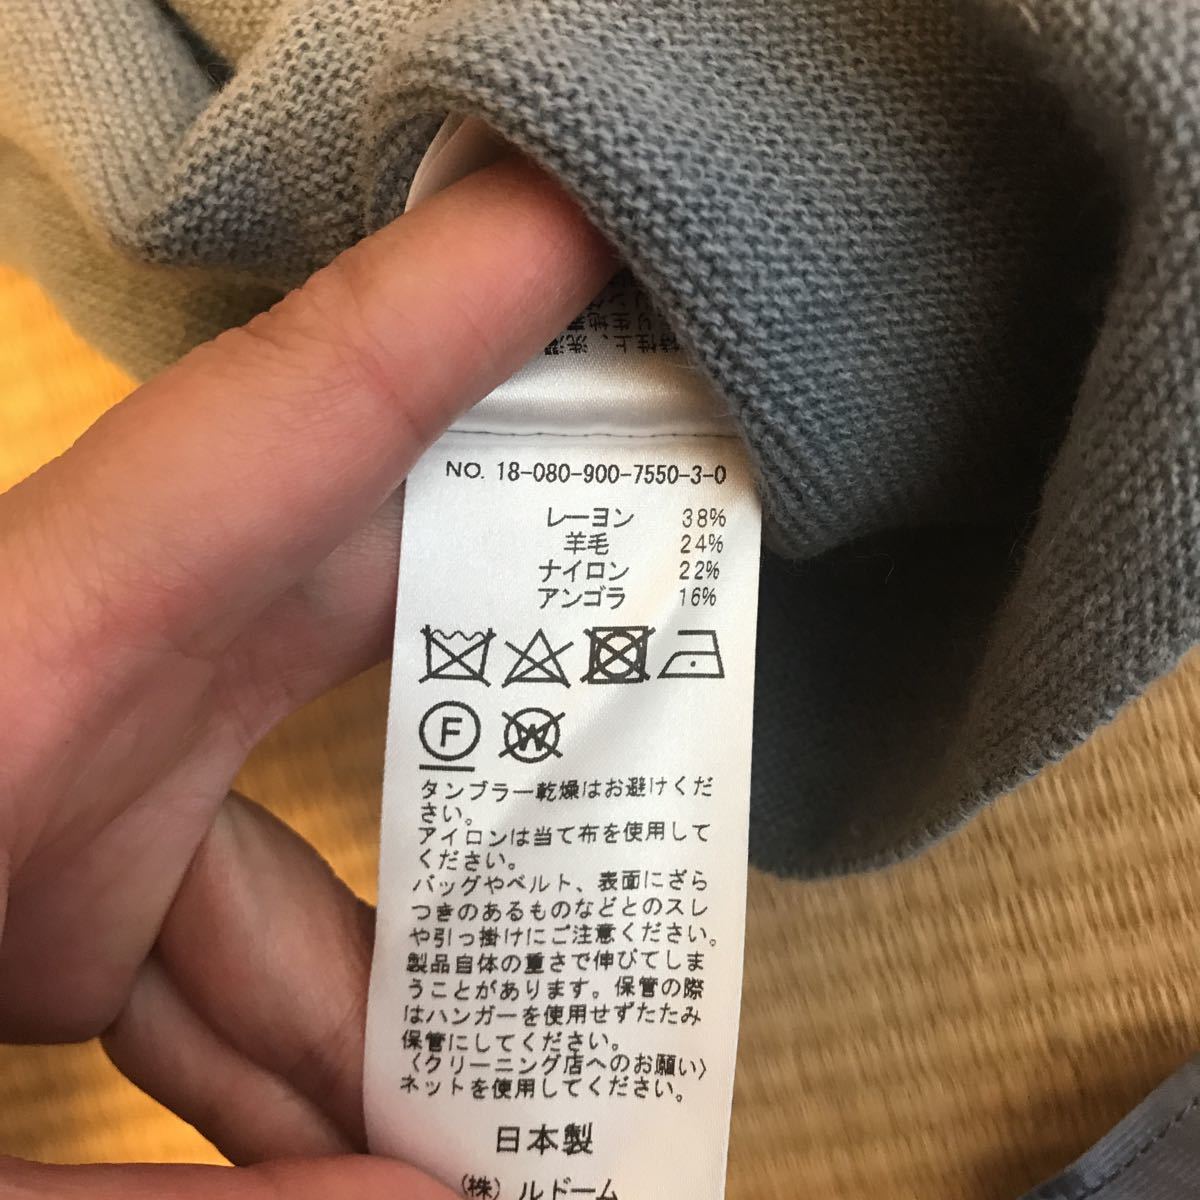 NO. 18-080-900-7550-3-0
レーヨン 38%
羊毛 24%
ナイロン 22%
アンゴラ 16%
F W
タンブラー乾燥はお避けくだ
さい。
アイロンは当て布を使用して
ください。
バッグやベルト、表面にざら
つきのあるものなどとのスレ
や引っ掛けにご注意ください。
製品自体の重さで伸びてしま
うことがあります。保管の際
はハンガーを使用せずたたみ
保管にしてください。
〈クリーニング店へのお願い〉
ネットを使用してください。
日本製
(株) ルドーム